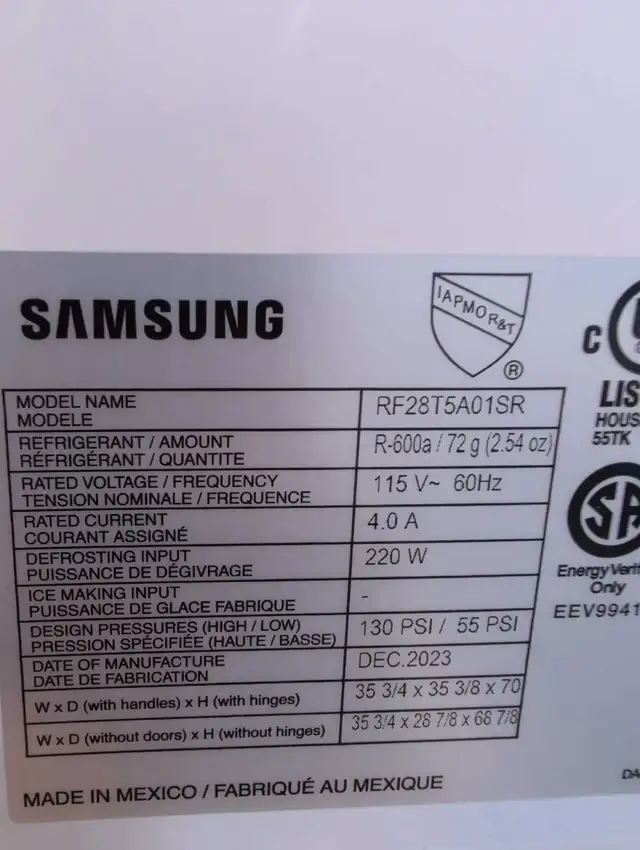 SAMSUNG
IAPMO R&T
®
C
LIS
HOUS
55TK
MODEL NAME
MODELE
RF28T5A01SR
REFRIGERANT / AMOUNT
RÉFRIGÉRANT / QUANTITE
R-600a / 72 g (2.54 oz)
RATED VOLTAGE / FREQUENCY
TENSION NOMINALE / FREQUENCE
115 V~ 60Hz
RATED CURRENT
COURANT ASSIGNÉ
4.0 A
DEFROSTING INPUT
PUISSANCE DE DÉGIVRAGE
220 W
ICE MAKING INPUT
PUISSANCE DE GLACE FABRIQUE
-
DESIGN PRESSURES (HIGH / LOW)
PRESSION SPÉCIFIÉE (HAUTE / BASSE)
130 PSI / 55 PSI
DATE OF MANUFACTURE
DATE DE FABRICATION
DEC.2023
W x D (with handles) x H (with hinges)
35 3/4 x 35 3/8 x 70
W x D (without doors) x H (without hinges)
35 3/4 x 28 7/8 x 68 7/8
SA
Energy Verif
Only
EEV9941
MADE IN MEXICO / FABRIQUÉ AU MEXIQUE
DA